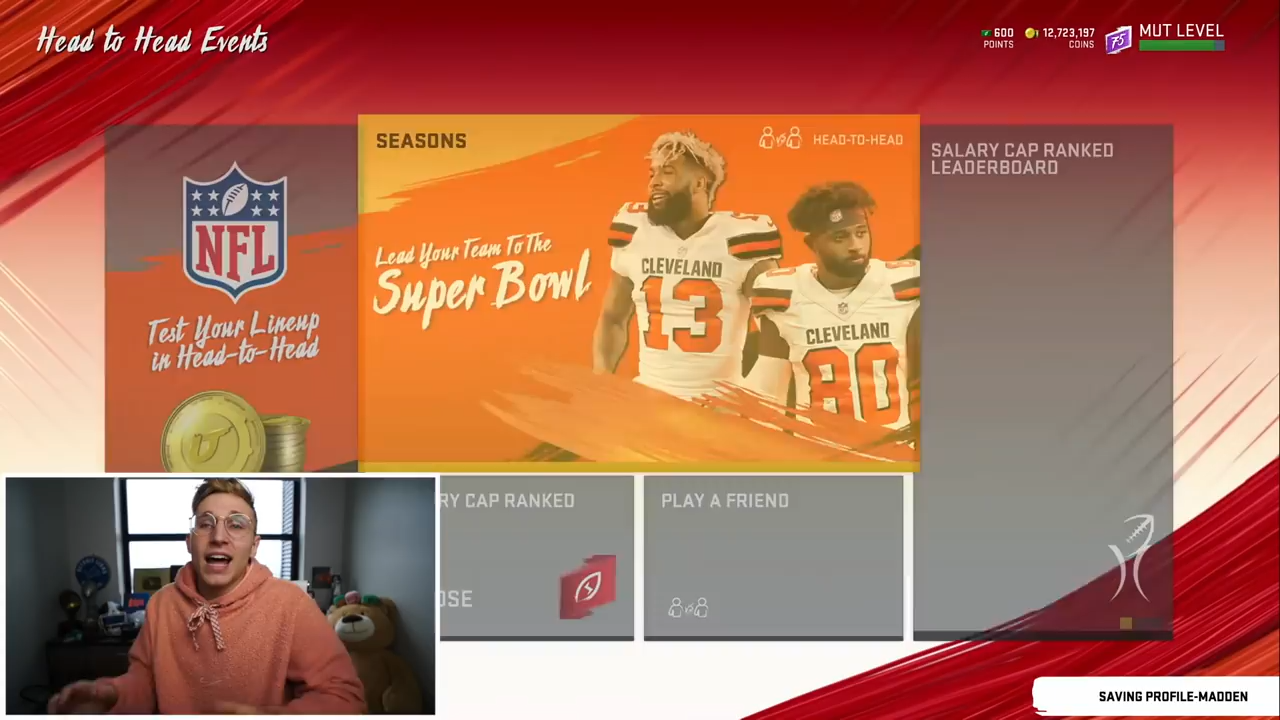 Head to Head Events
600
POINTS
12,723,197
COINS
MUT LEVEL
NFL
Test Your Lineup
in Head-to-Head
SEASONS
HEAD-TO-HEAD
Lead Your Team To The
Super Bowl
CLEVELAND
13
CLEVELAND
80
SALARY CAP RANKED
LEADERBOARD
RY CAP RANKED
OSE
PLAY A FRIEND
SAVING PROFILE-MADDEN